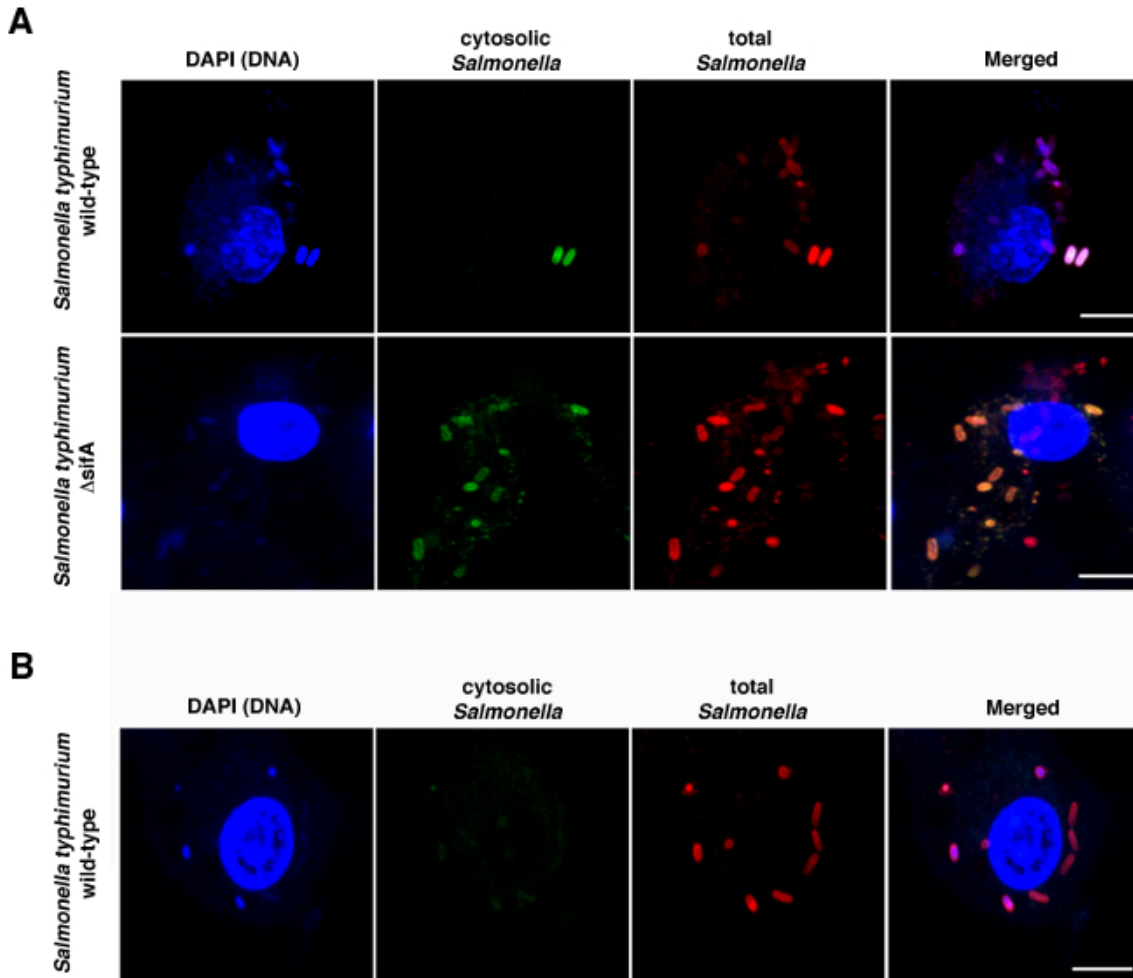 A
DAPI (DNA)
cytosolic
Salmonella
total
Salmonella
Merged
Salmonella typhimurium
wild-type
Salmonella typhimurium
ΔsifA
B
DAPI (DNA)
cytosolic
Salmonella
total
Salmonella
Merged
Salmonella typhimurium
wild-type